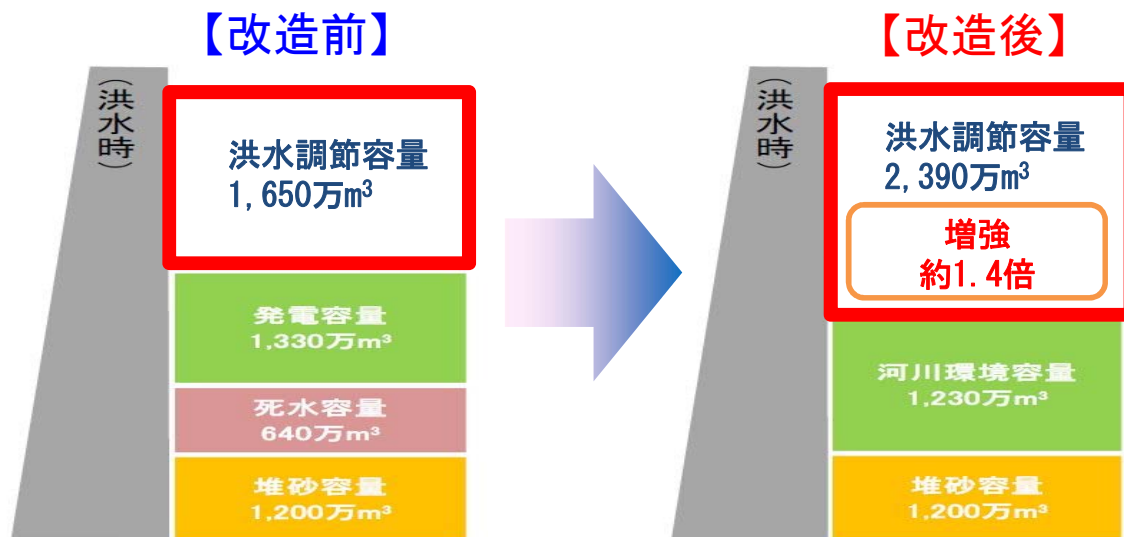 【改造前】
(洪水時)
洪水調節容量
1,650万m³
発電容量
1,330万m³
死水容量
640万m³
堆砂容量
1,200万m³
【改造後】
(洪水時)
洪水調節容量
2,390万m³
増強
約1.4倍
河川環境容量
1,230万m³
堆砂容量
1,200万m³